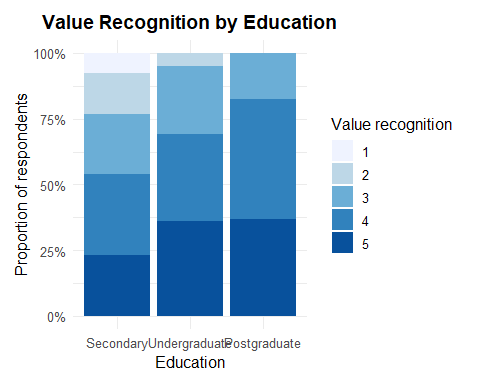 Value Recognition by Education
100%
75%
50%
25%
0%
Proportion of respondents
Secondary Undergraduate Postgraduate
Education
Value recognition
1
2
3
4
5